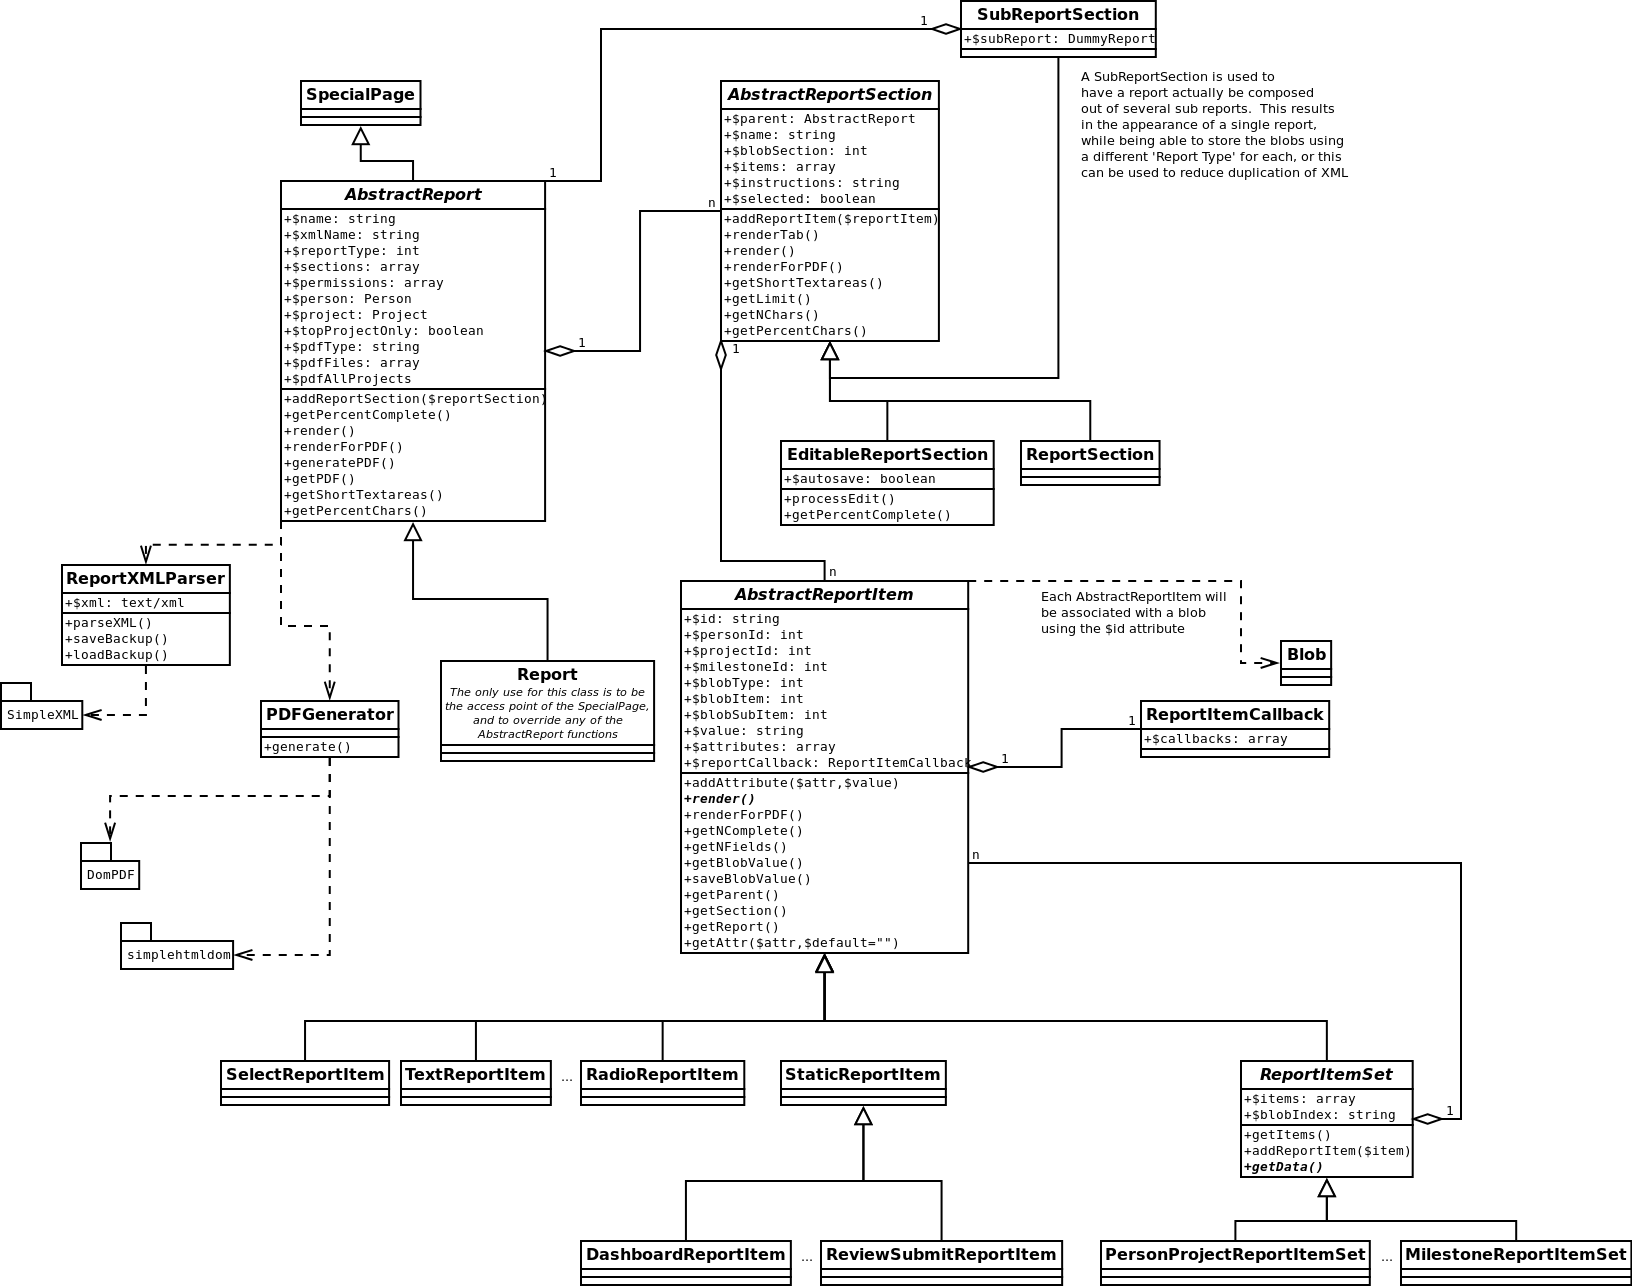 1
SubReportSection
+$subReport: DummyReport
A SubReportSection is used to
have a report actually be composed
out of several sub reports.  This results
in the appearance of a single report,
while being able to store the blobs using
a different 'Report Type' for each, or this
can be used to reduce duplication of XML
SpecialPage
AbstractReportSection
+$parent: AbstractReport
+$name: string
+$blobSection: int
+$items: array
+$instructions: string
+$selected: boolean
+addReportItem($reportItem)
+renderTab()
+render()
+renderForPDF()
+getShortTextareas()
+getLimit()
+getNChars()
+getPercentChars()
1
n
1
1
AbstractReport
+$name: string
+$xmlName: string
+$reportType: int
+$sections: array
+$permissions: array
+$person: Person
+$project: Project
+$topProjectOnly: boolean
+$pdfType: string
+$pdfFiles: array
+$pdfAllProjects
+addReportSection($reportSection)
+getPercentComplete()
+render()
+renderForPDF()
+generatePDF()
+getPDF()
+getShortTextareas()
+getPercentChars()
EditableReportSection
+$autosave: boolean
+processEdit()
+getPercentComplete()
ReportSection
ReportXMLParser
+$xml: text/xml
+parseXML()
+saveBackup()
+loadBackup()
SimpleXML
PDFGenerator
+generate()
DomPDF
simplehtmldom
Report
The only use for this class is to be
the access point of the SpecialPage,
and to override any of the
AbstractReport functions
n
AbstractReportItem
+$id: string
+$personId: int
+$projectId: int
+$milestoneId: int
+$blobType: int
+$blobItem: int
+$blobSubItem: int
+$value: string
+$attributes: array
+$reportCallback: ReportItemCallback
+addAttribute($attr,$value)
+render()
+renderForPDF()
+getNComplete()
+getNFields()
+getBlobValue()
+saveBlobValue()
+getParent()
+getSection()
+getReport()
+getAttr($attr,$default="")
Each AbstractReportItem will
be associated with a blob
using the $id attribute
Blob
1
ReportItemCallback
+$callbacks: array
1
n
SelectReportItem
TextReportItem
...
RadioReportItem
StaticReportItem
ReportItemSet
+$items: array
+$blobIndex: string
+getItems()
+addReportItem($item)
+getData()
1
DashboardReportItem
...
ReviewSubmitReportItem
PersonProjectReportItemSet
...
MilestoneReportItemSet